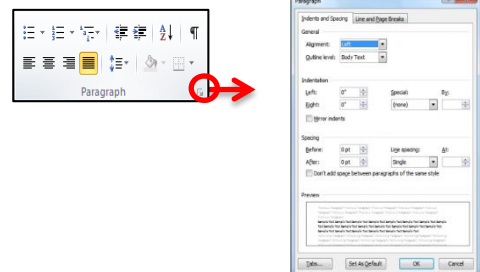 Paragraph
Paragraph
Indents and Spacing Line and Page Breaks
General
Alignment: Left
Outline level: Body Text
Indentation
Left: 0" Special: By:
Right: 0" (none)
Mirror indents
Spacing
Before: 0 pt Line spacing: At:
After: 0 pt Single
Don't add space between paragraphs of the same style
Preview
Tabs... Set As Default OK Cancel